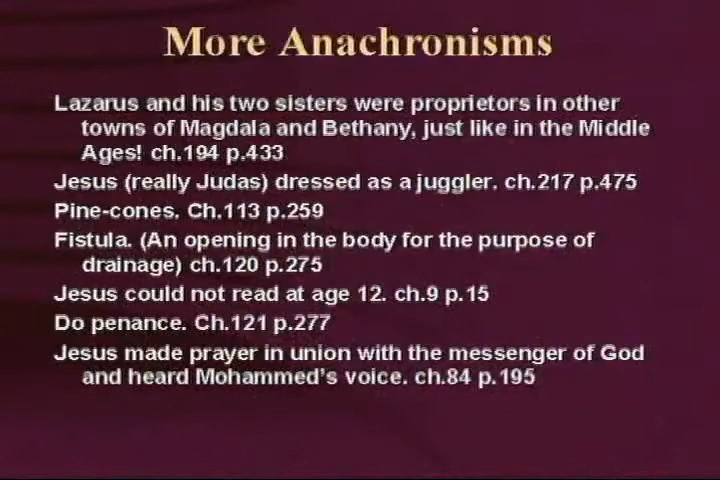 More Anachronisms
Lazarus and his two sisters were proprietors in other
towns of Magdala and Bethany, just like in the Middle
Ages! ch.194 p.433
Jesus (really Judas) dressed as a juggler. ch.217 p.475
Pine-cones. Ch.113 p.259
Fistula. (An opening in the body for the purpose of
drainage) ch.120 p.275
Jesus could not read at age 12. ch.9 p.15
Do penance. Ch.121 p.277
Jesus made prayer in union with the messenger of God
and heard Mohammed's voice. ch.84 p.195